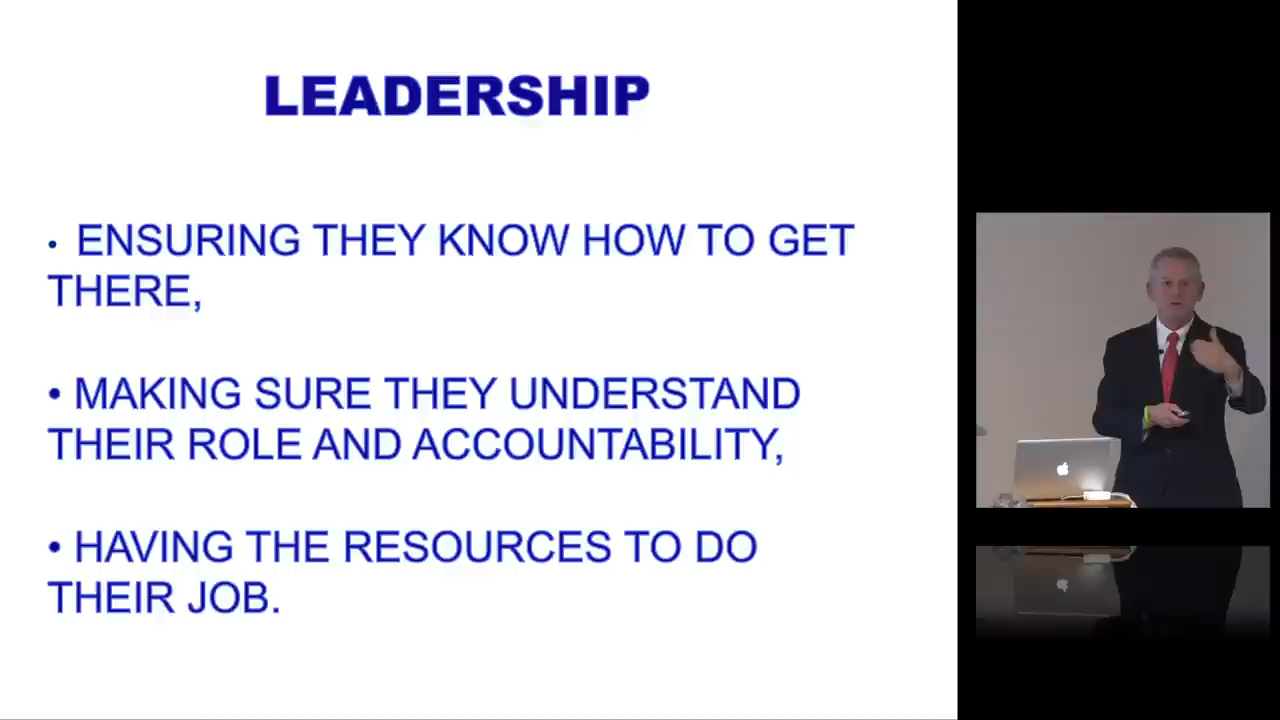 LEADERSHIP
• ENSURING THEY KNOW HOW TO GET
THERE,
• MAKING SURE THEY UNDERSTAND
THEIR ROLE AND ACCOUNTABILITY,
• HAVING THE RESOURCES TO DO
THEIR JOB.